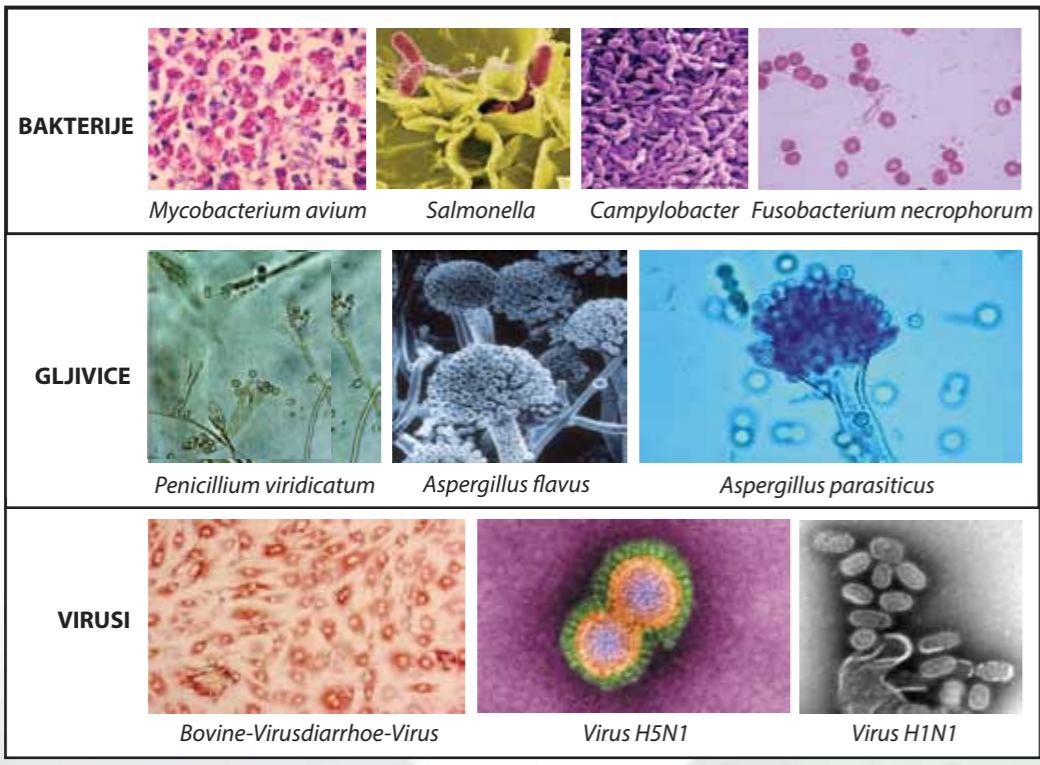 BAKTERIJE
Mycobacterium avium
Salmonella
Campylobacter
Fusobacterium necrophorum
GLJIVICE
Penicillium viridicatum
Aspergillus flavus
Aspergillus parasiticus
VIRUSI
Bovine-Virusdiarrhoe-Virus
Virus H5N1
Virus H1N1